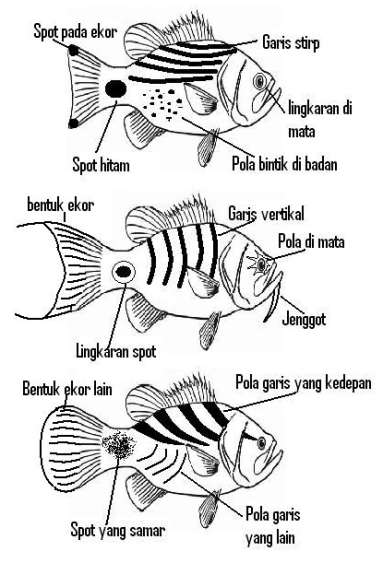 Spot pada ekor
Garis stirp
lingkaran di
mata
Spot hitam
Pola bintik di badan
bentuk ekor
Garis vertikal
Pola di mata
Jenggot
Lingkaran spot
Bentuk ekor lain
Pola garis yang kedepan
Spot yang samar
Pola garis
yang lain